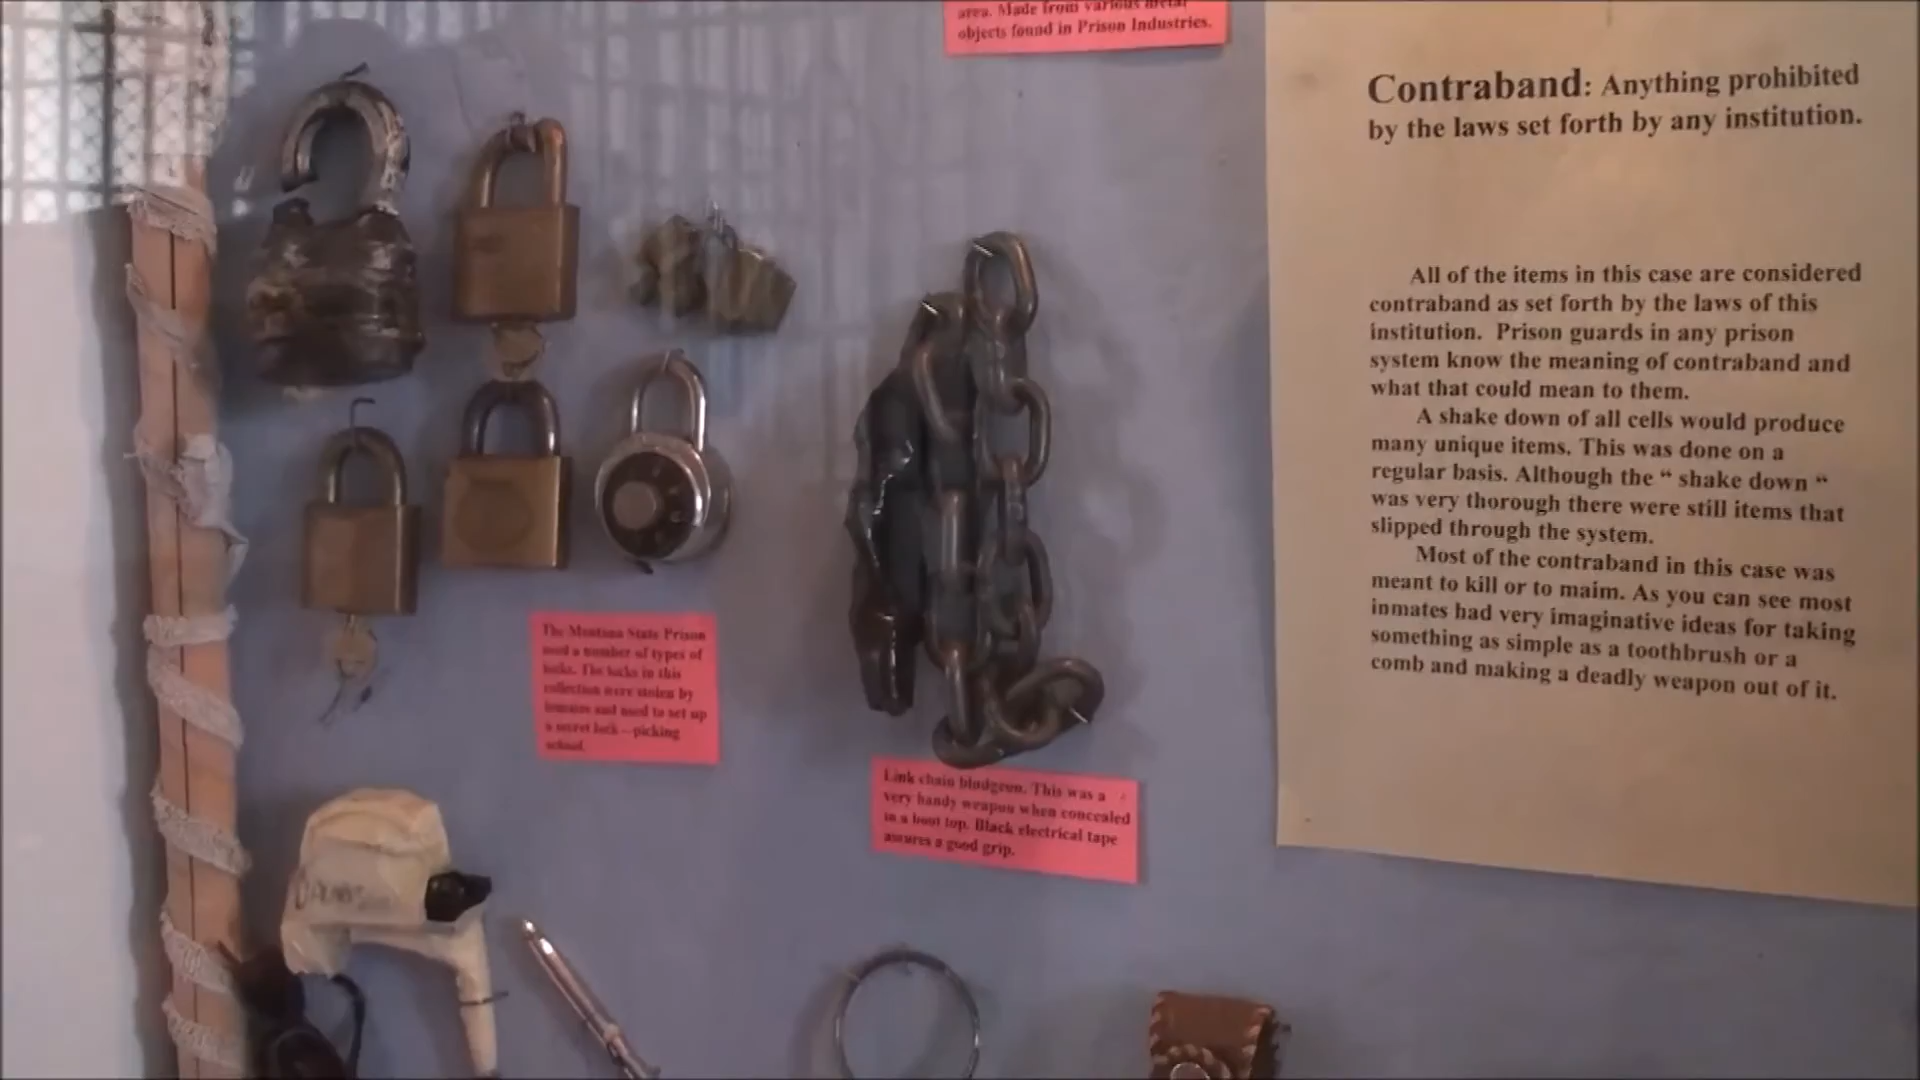 area. Made from various metal
objects found in Prison Industries.
Contraband: Anything prohibited
by the laws set forth by any institution.
All of the items in this case are considered
contraband as set forth by the laws of this
institution. Prison guards in any prison
system know the meaning of contraband and
what that could mean to them.
A shake down of all cells would produce
many unique items. This was done on a
regular basis. Although the “ shake down “
was very thorough there were still items that
slipped through the system.
Most of the contraband in this case was
meant to kill or to maim. As you can see most
inmates had very imaginative ideas for taking
something as simple as a toothbrush or a
comb and making a deadly weapon out of it.
The Montana State Prison
used a number of types of
locks. The locks in this
collection were stolen by
inmates and used to set up
a secret lock – picking
school.
Link chain bludgeon. This was a
very handy weapon when concealed
in a boot top. Black electrical tape
assures a good grip.